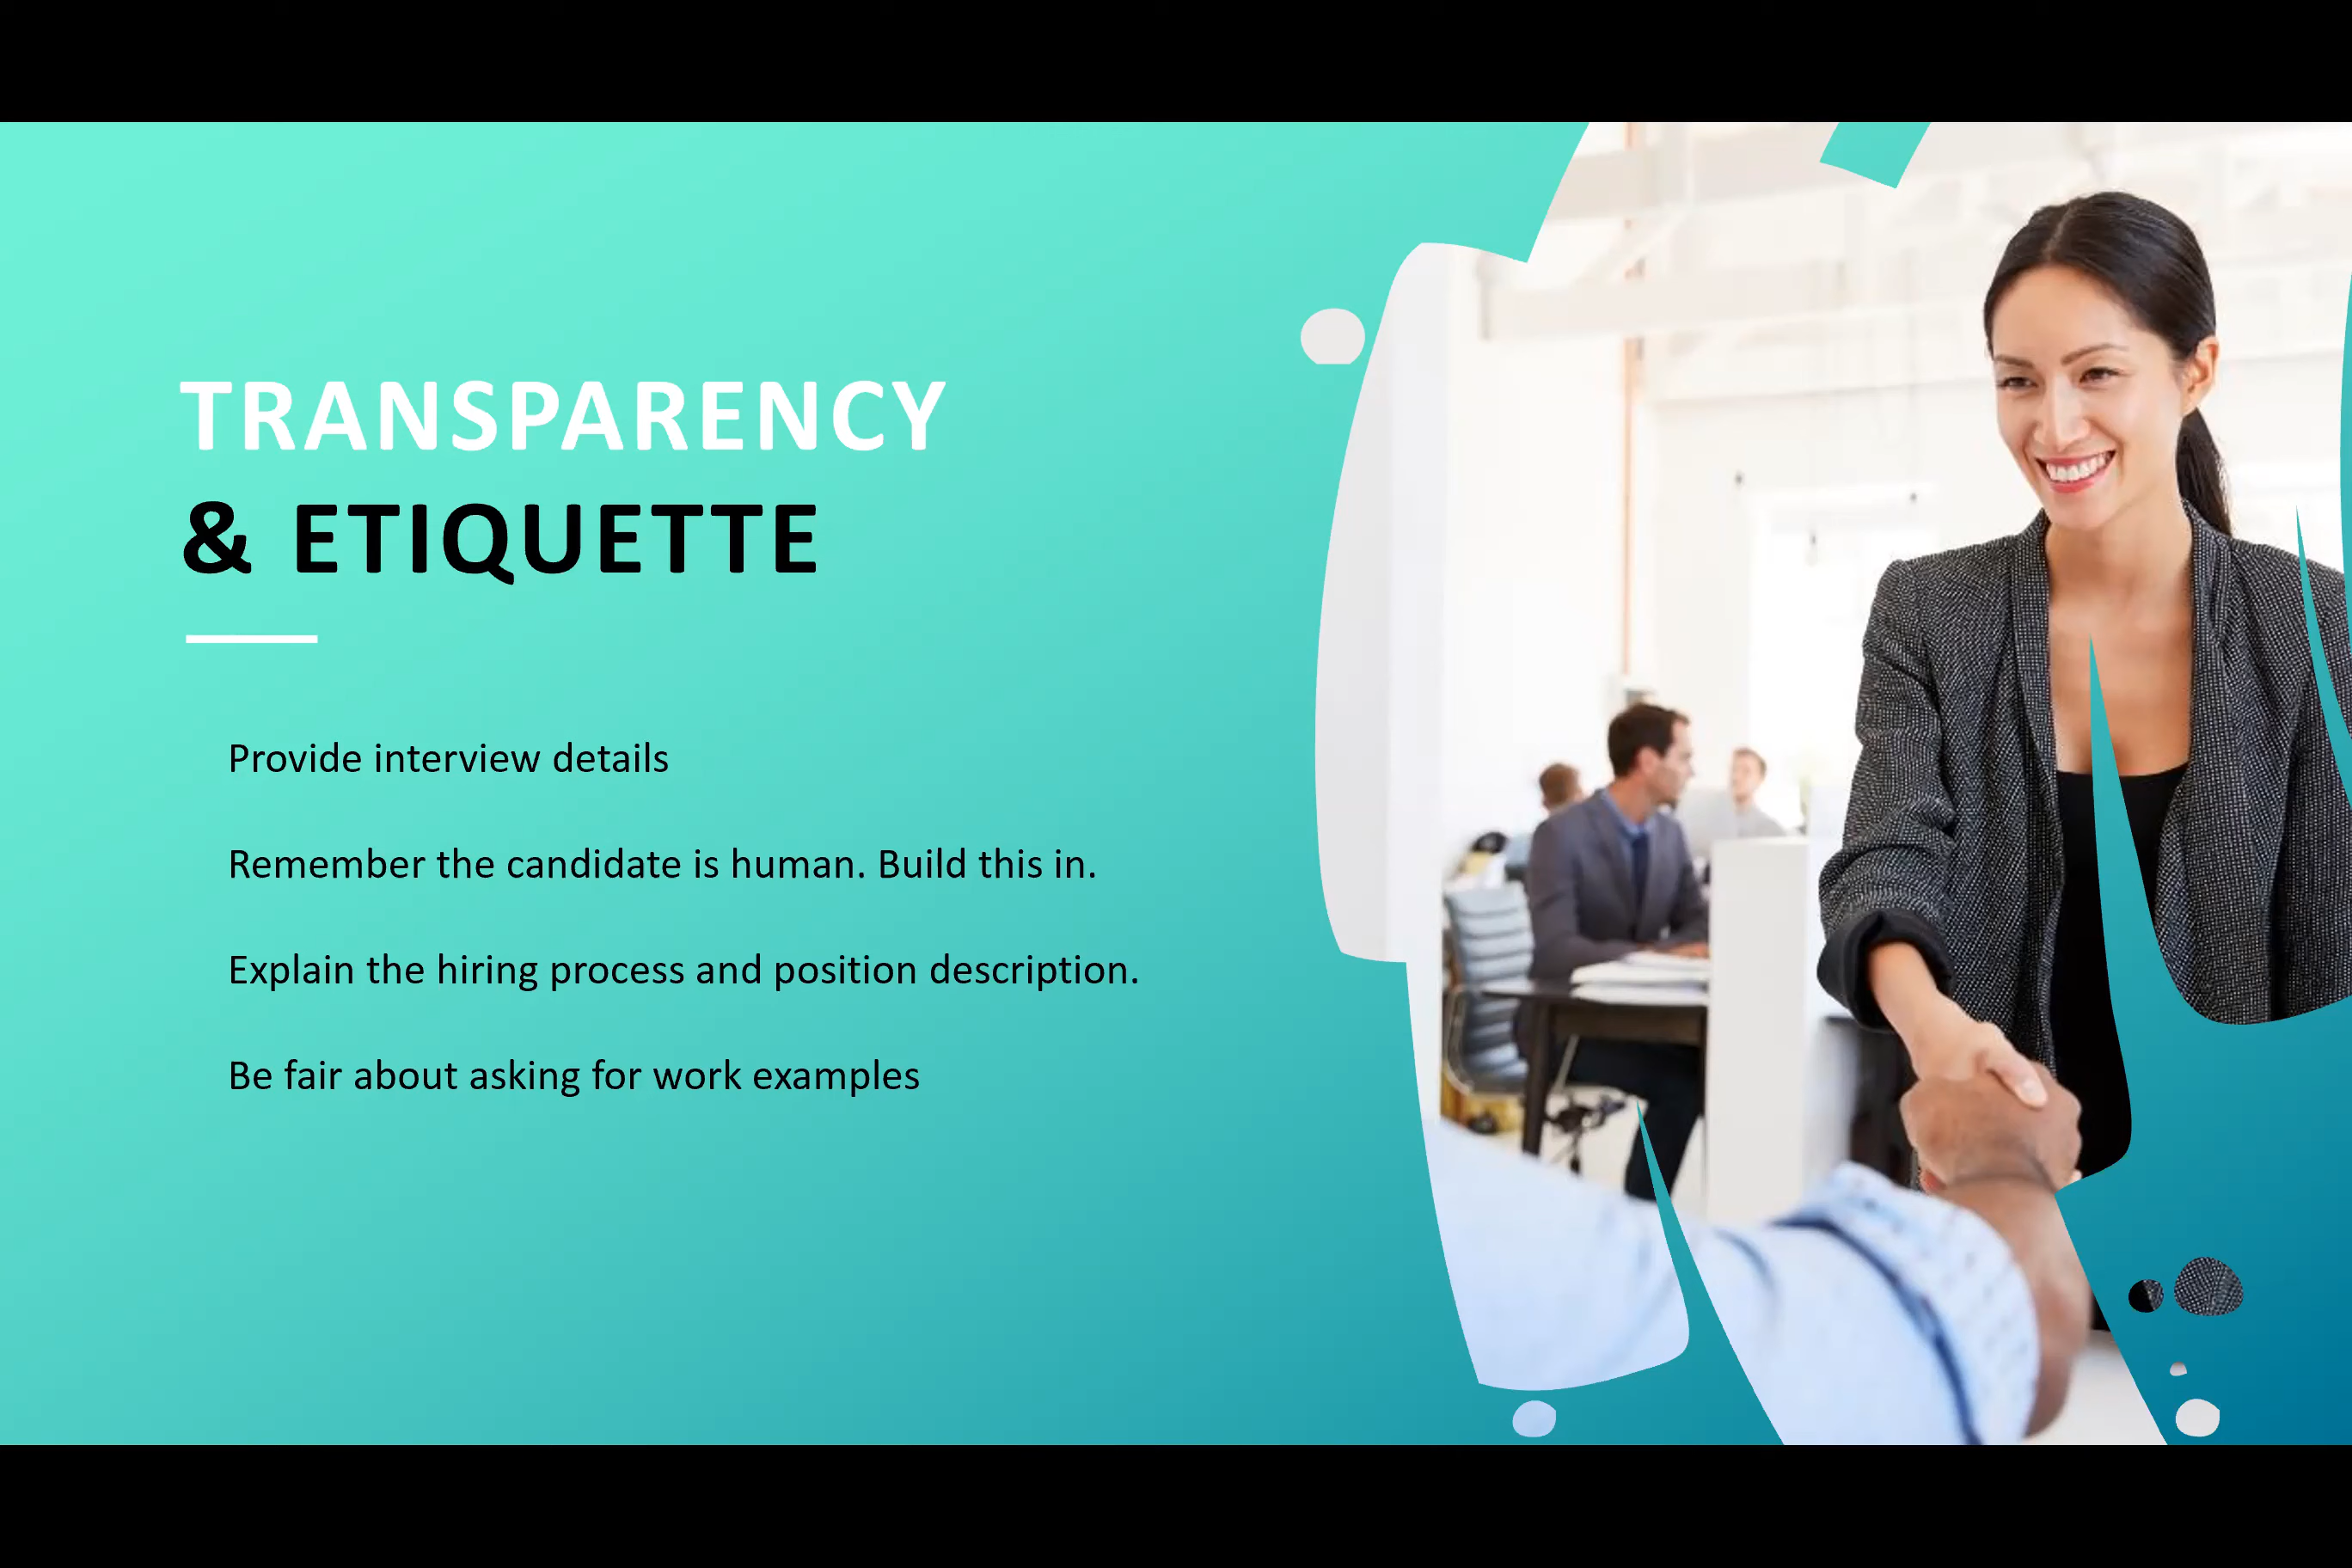 TRANSPARENCY
& ETIQUETTE
Provide interview details
Remember the candidate is human. Build this in.
Explain the hiring process and position description.
Be fair about asking for work examples